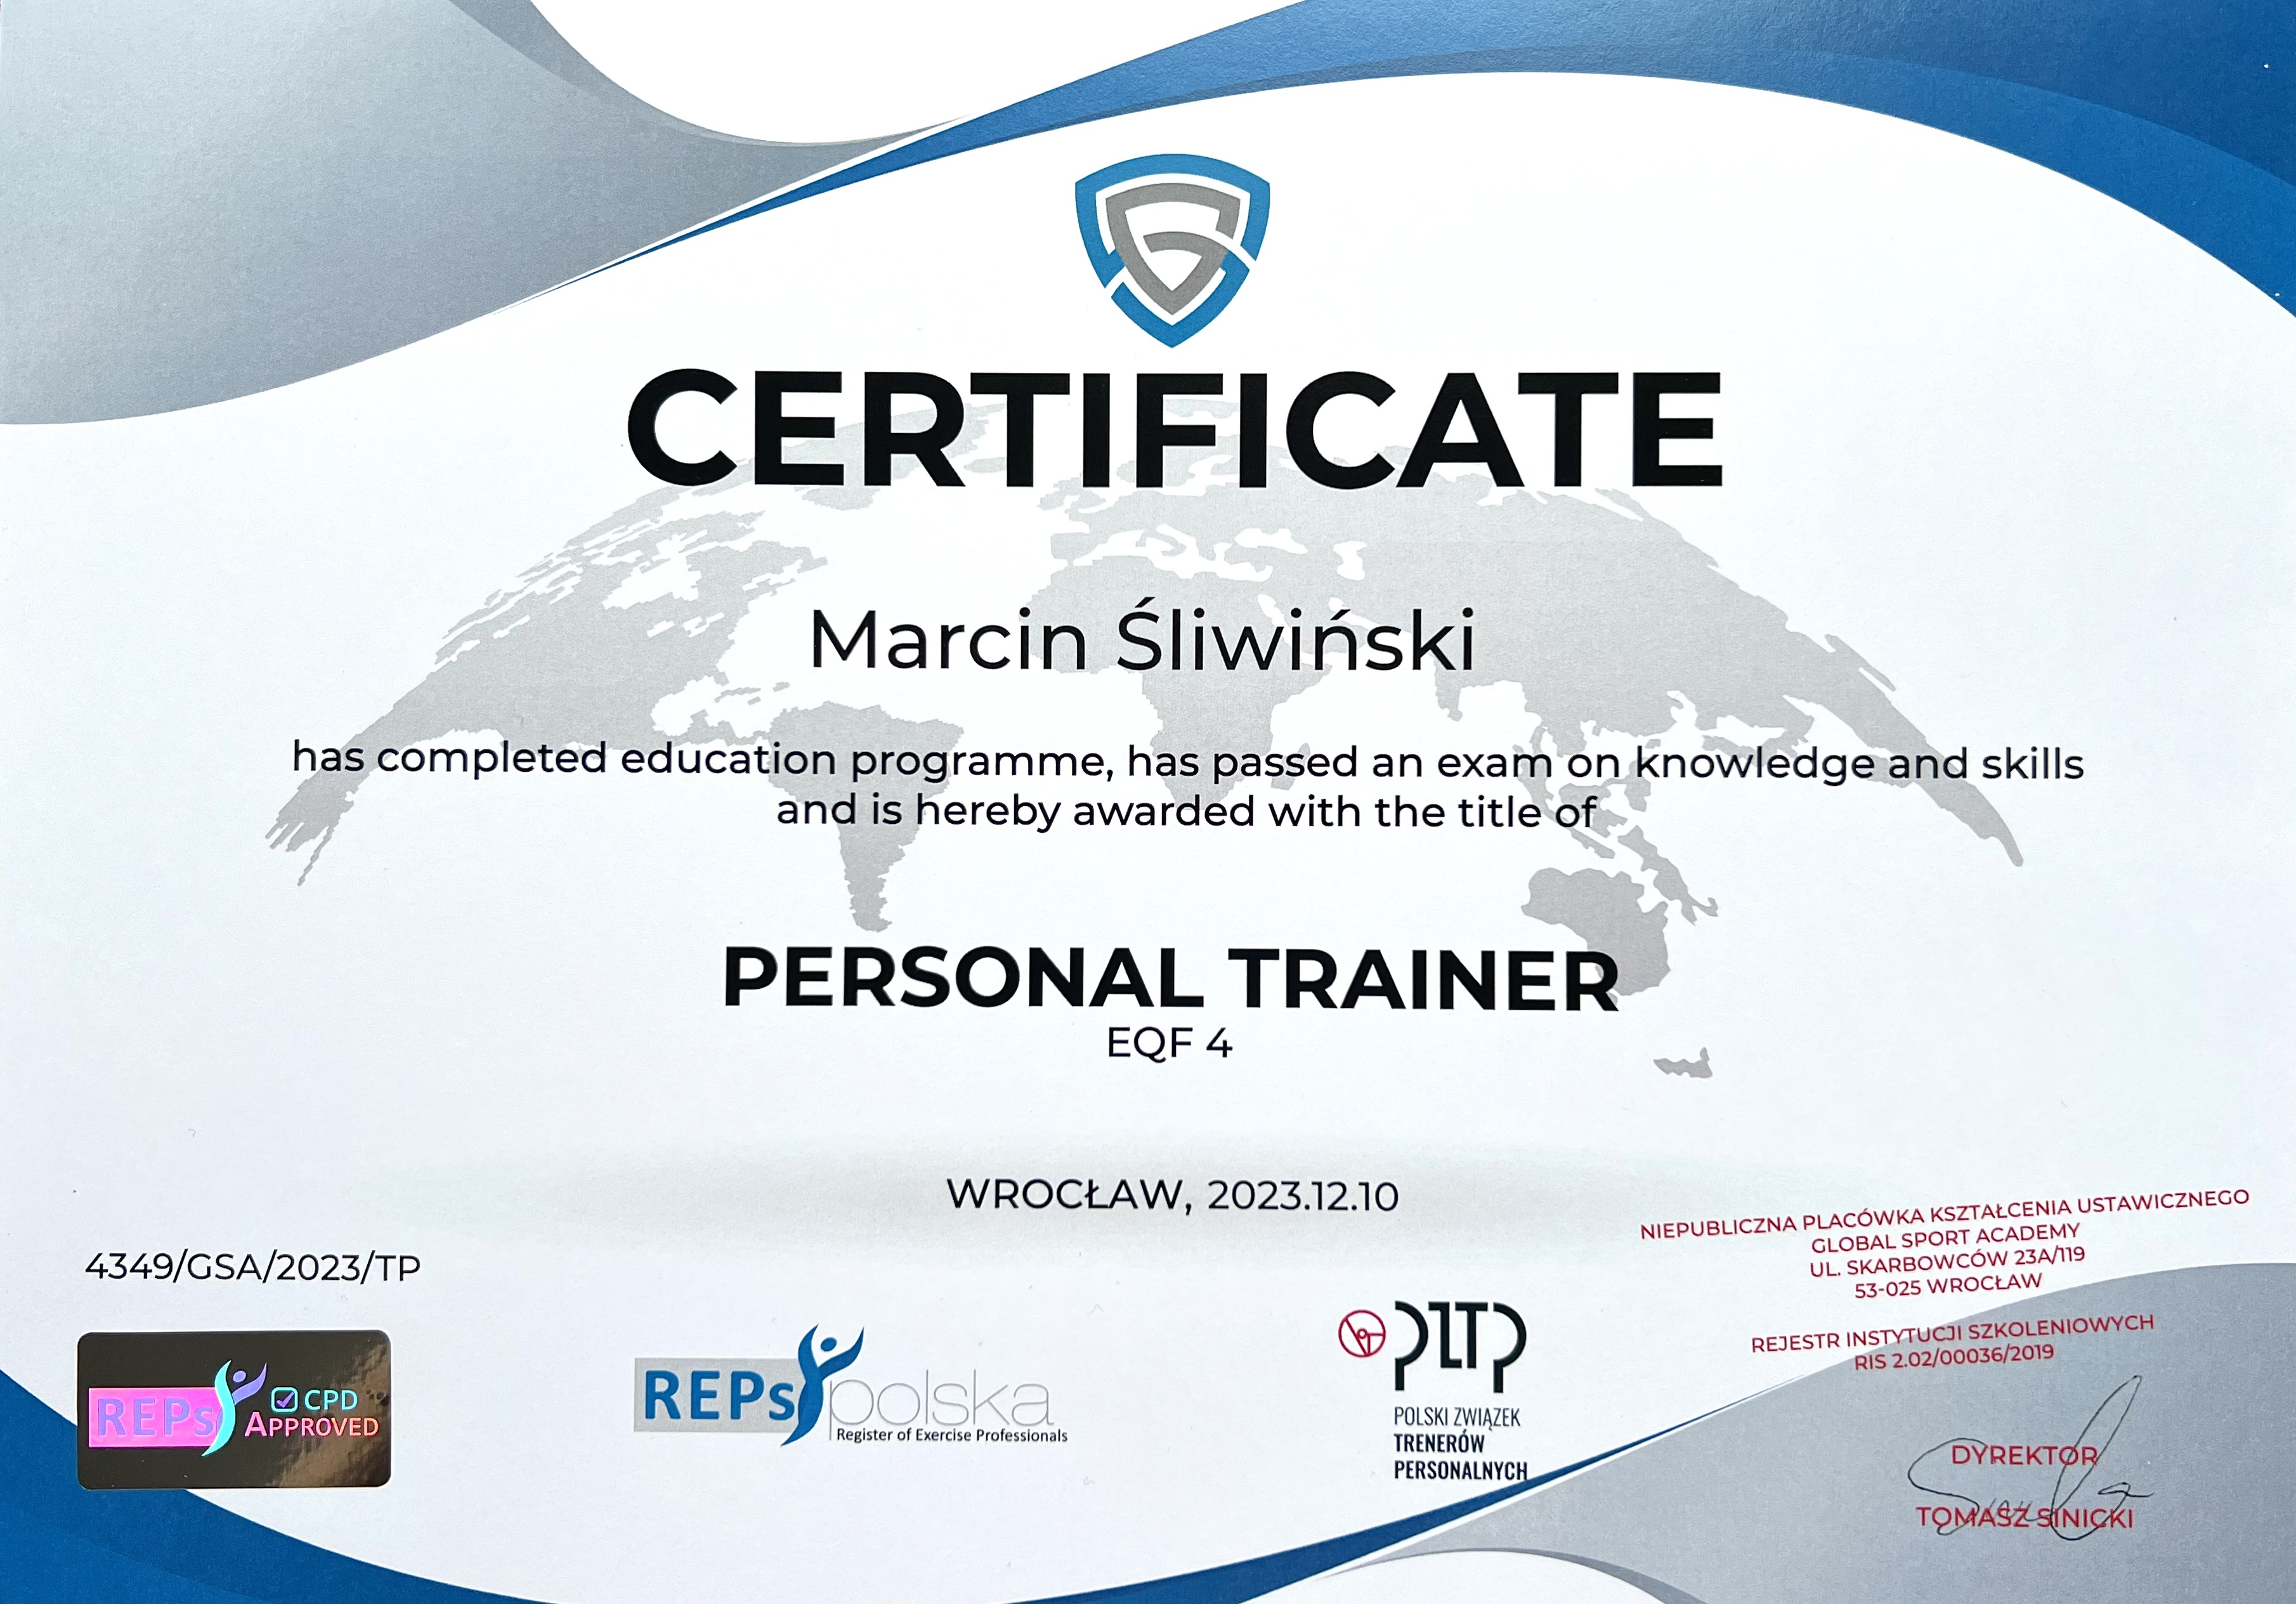 CERTIFICATE
Marcin Śliwiński
has completed education programme, has passed an exam on knowledge and skills
and is hereby awarded with the title of
PERSONAL TRAINER
EQF 4
WROCŁAW, 2023.12.10
4349/GSA/2023/TP
REPs CPD
APPROVED
REPs polska
Register of Exercise Professionals
PZTP
POLSKI ZWIĄZEK
TRENERÓW
PERSONALNYCH
NIEPUBLICZNA PLACÓWKA KSZTAŁCENIA USTAWICZNEGO
GLOBAL SPORT ACADEMY
UL. SKARBOWCÓW 23A/119
53-025 WROCŁAW
REJESTR INSTYTUCJI SZKOLENIOWYCH
RIS 2.02/00036/2019
DYREKTOR
TOMASZ SINICKI